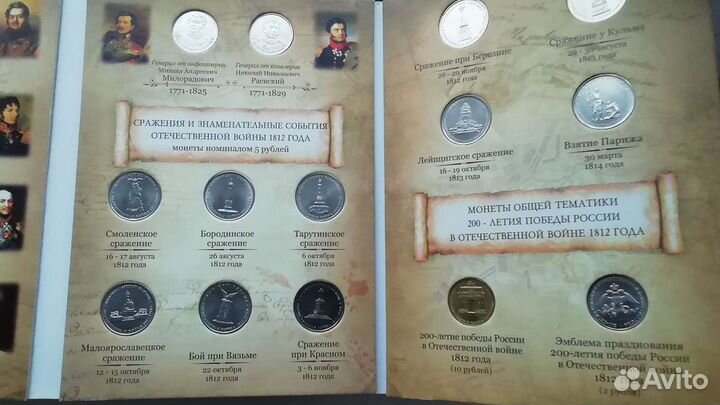 Генерал от инфантерии
Михаил Андреевич
Милорадович
1771-1825
Генерал от кавалерии
Николай Николаевич
Раевский
1771-1829
СРАЖЕНИЯ И ЗНАМЕНАТЕЛЬНЫЕ СОБЫТИЯ
ОТЕЧЕСТВЕННОЙ ВОЙНЫ 1812 ГОДА
монеты номиналом 5 рублей
Смоленское
сражение
16 - 17 августа
1812 года
Бородинское
сражение
26 августа
1812 года
Тарутинское
сражение
6 октября
1812 года
Малоярославецкое
сражение
12 - 15 октября
1812 года
Бой при Вязьме
22 октября
1812 года
Сражение
при Красном
3 - 6 ноября
1812 года
Сражение при Березине
26 - 29 ноября
1812 года
Сражение у Кульма
29 - 30 августа
1813 года
Лейпцигское сражение
16 - 19 октября
1813 года
Взятие Парижа
30 марта
1814 года
МОНЕТЫ ОБЩЕЙ ТЕМАТИКИ
200 - ЛЕТИЯ ПОБЕДЫ РОССИИ
В ОТЕЧЕСТВЕННОЙ ВОЙНЕ 1812 ГОДА
200-летие победы России
в Отечественной войне
1812 года
(10 рублей)
Эмблема празднования
200-летия победы России
в Отечественной войне
1812
(2 рубля)
Avito